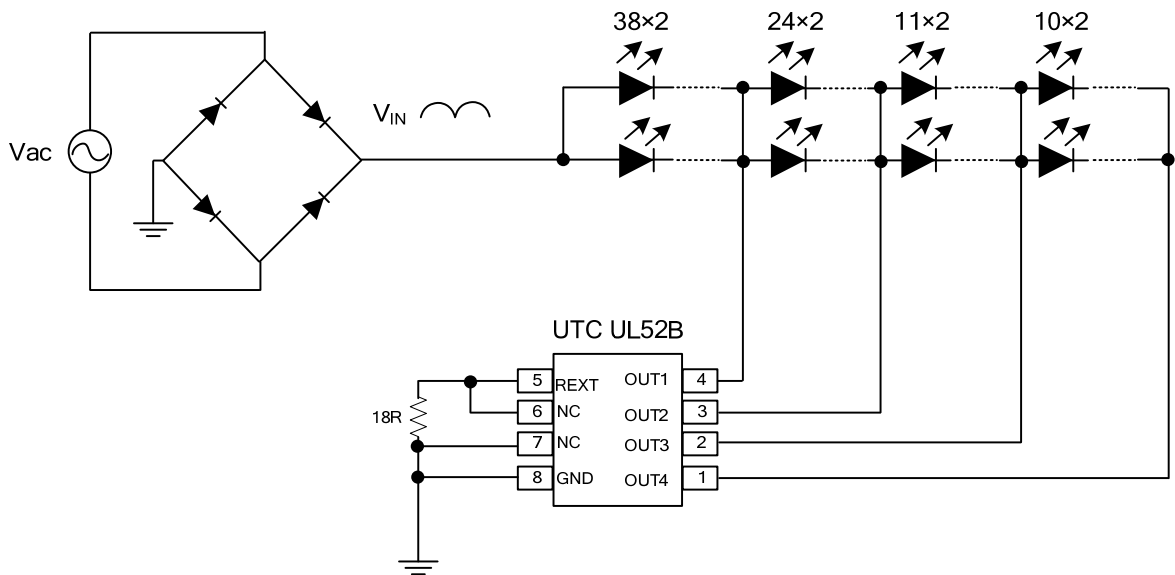 38×2 24×2 11×2 10×2
VIN
Vac
UTC UL52B
5 REXT OUT1 4
18R 6 NC OUT2 3
7 NC OUT3 2
8 GND OUT4 1